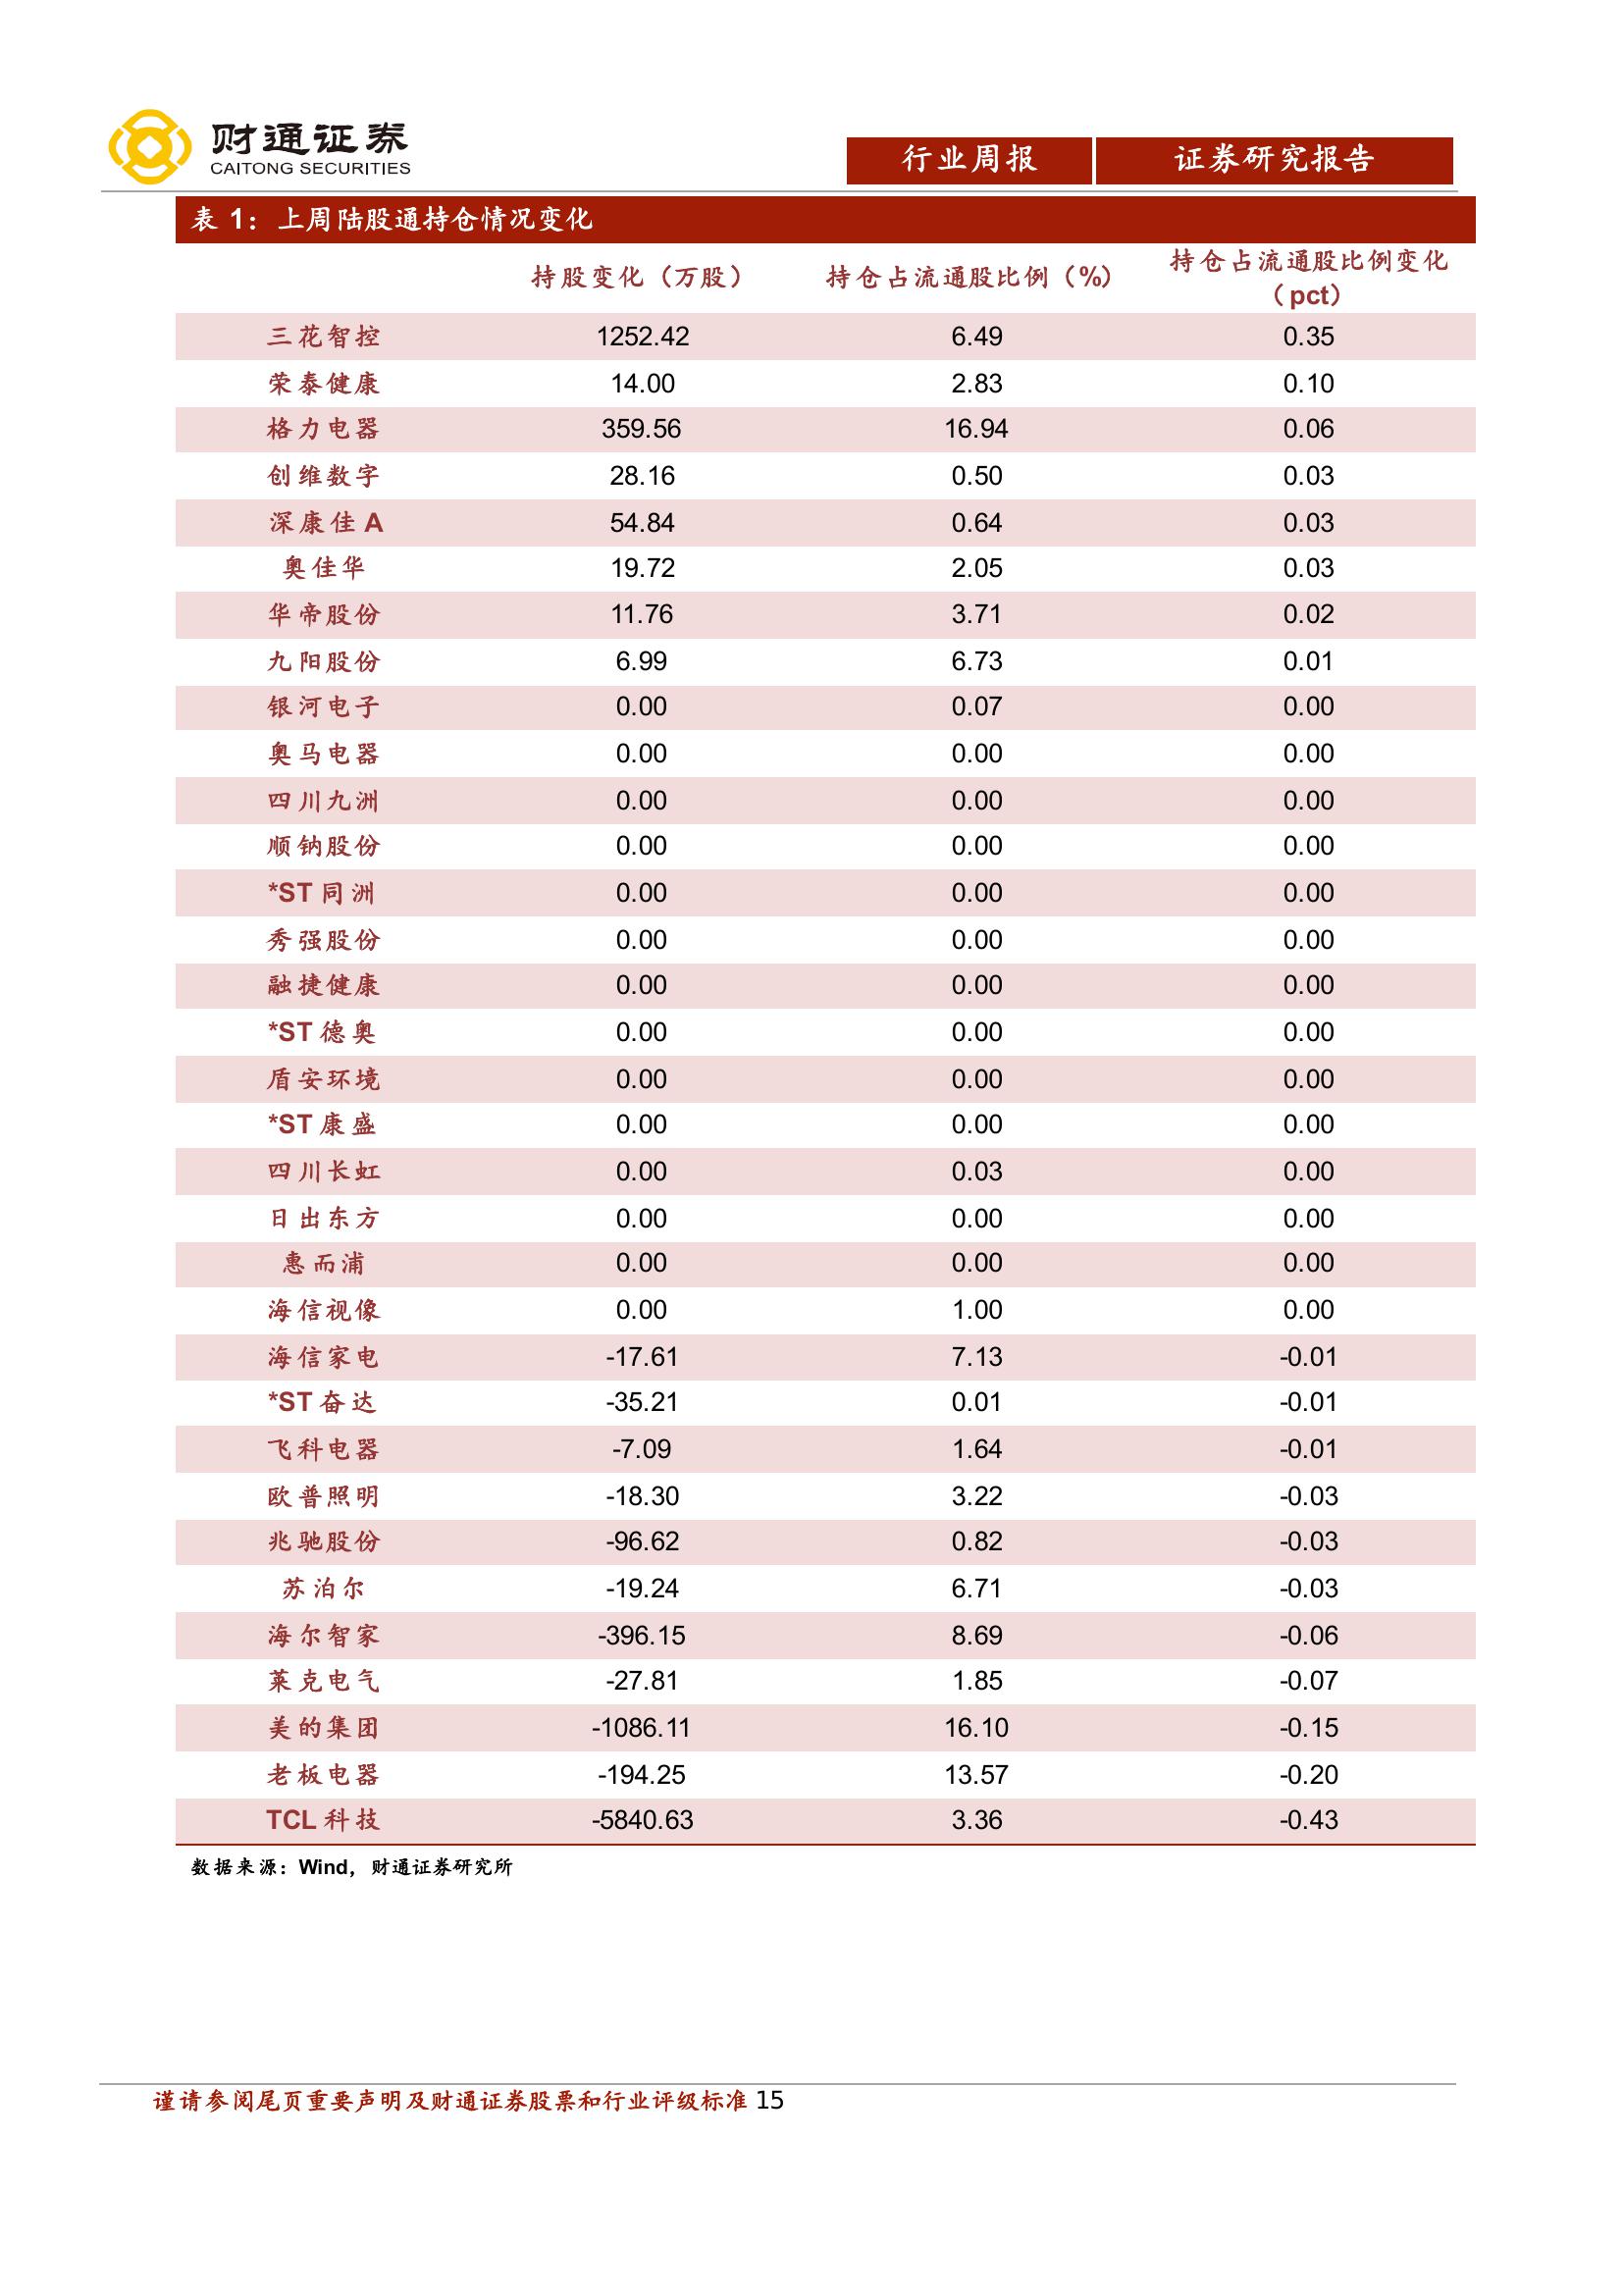 财通证券
CAITONG SECURITIES
行业周报 证券研究报告
表 1：上周陆股通持仓情况变化
持股变化（万股） 持仓占流通股比例（%） 持仓占流通股比例变化
（pct）
三花智控 1252.42 6.49 0.35
荣泰健康 14.00 2.83 0.10
格力电器 359.56 16.94 0.06
创维数字 28.16 0.50 0.03
深康佳 A 54.84 0.64 0.03
奥佳华 19.72 2.05 0.03
华帝股份 11.76 3.71 0.02
九阳股份 6.99 6.73 0.01
银河电子 0.00 0.07 0.00
奥马电器 0.00 0.00 0.00
四川九洲 0.00 0.00 0.00
顺钠股份 0.00 0.00 0.00
*ST 同洲 0.00 0.00 0.00
秀强股份 0.00 0.00 0.00
融捷健康 0.00 0.00 0.00
*ST 德奥 0.00 0.00 0.00
盾安环境 0.00 0.00 0.00
*ST 康盛 0.00 0.00 0.00
四川长虹 0.00 0.03 0.00
日出东方 0.00 0.00 0.00
惠而浦 0.00 0.00 0.00
海信视像 0.00 1.00 0.00
海信家电 -17.61 7.13 -0.01
*ST 奋达 -35.21 0.01 -0.01
飞科电器 -7.09 1.64 -0.01
欧普照明 -18.30 3.22 -0.03
兆驰股份 -96.62 0.82 -0.03
苏泊尔 -19.24 6.71 -0.03
海尔智家 -396.15 8.69 -0.06
莱克电气 -27.81 1.85 -0.07
美的集团 -1086.11 16.10 -0.15
老板电器 -194.25 13.57 -0.20
TCL 科技 -5840.63 3.36 -0.43
数据来源：Wind，财通证券研究所
谨请参阅尾页重要声明及财通证券股票和行业评级标准 15